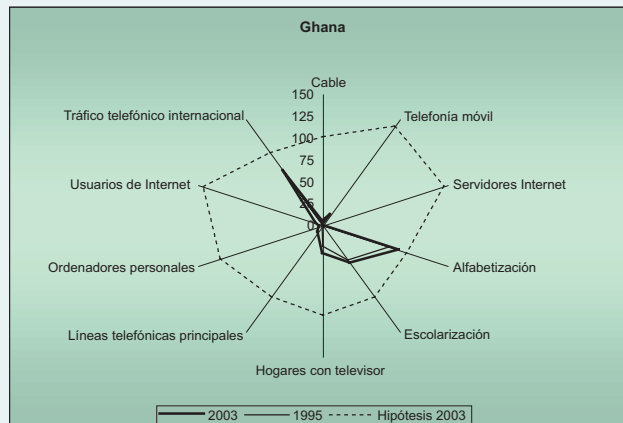 Ghana
Cable
150
125
100
75
50
25
0
Tráfico telefónico internacional
Telefonía móvil
Usuarios de Internet
Servidores Internet
Ordenadores personales
Alfabetización
Líneas telefónicas principales
Escolarización
Hogares con televisor
2003 1995 Hipótesis 2003